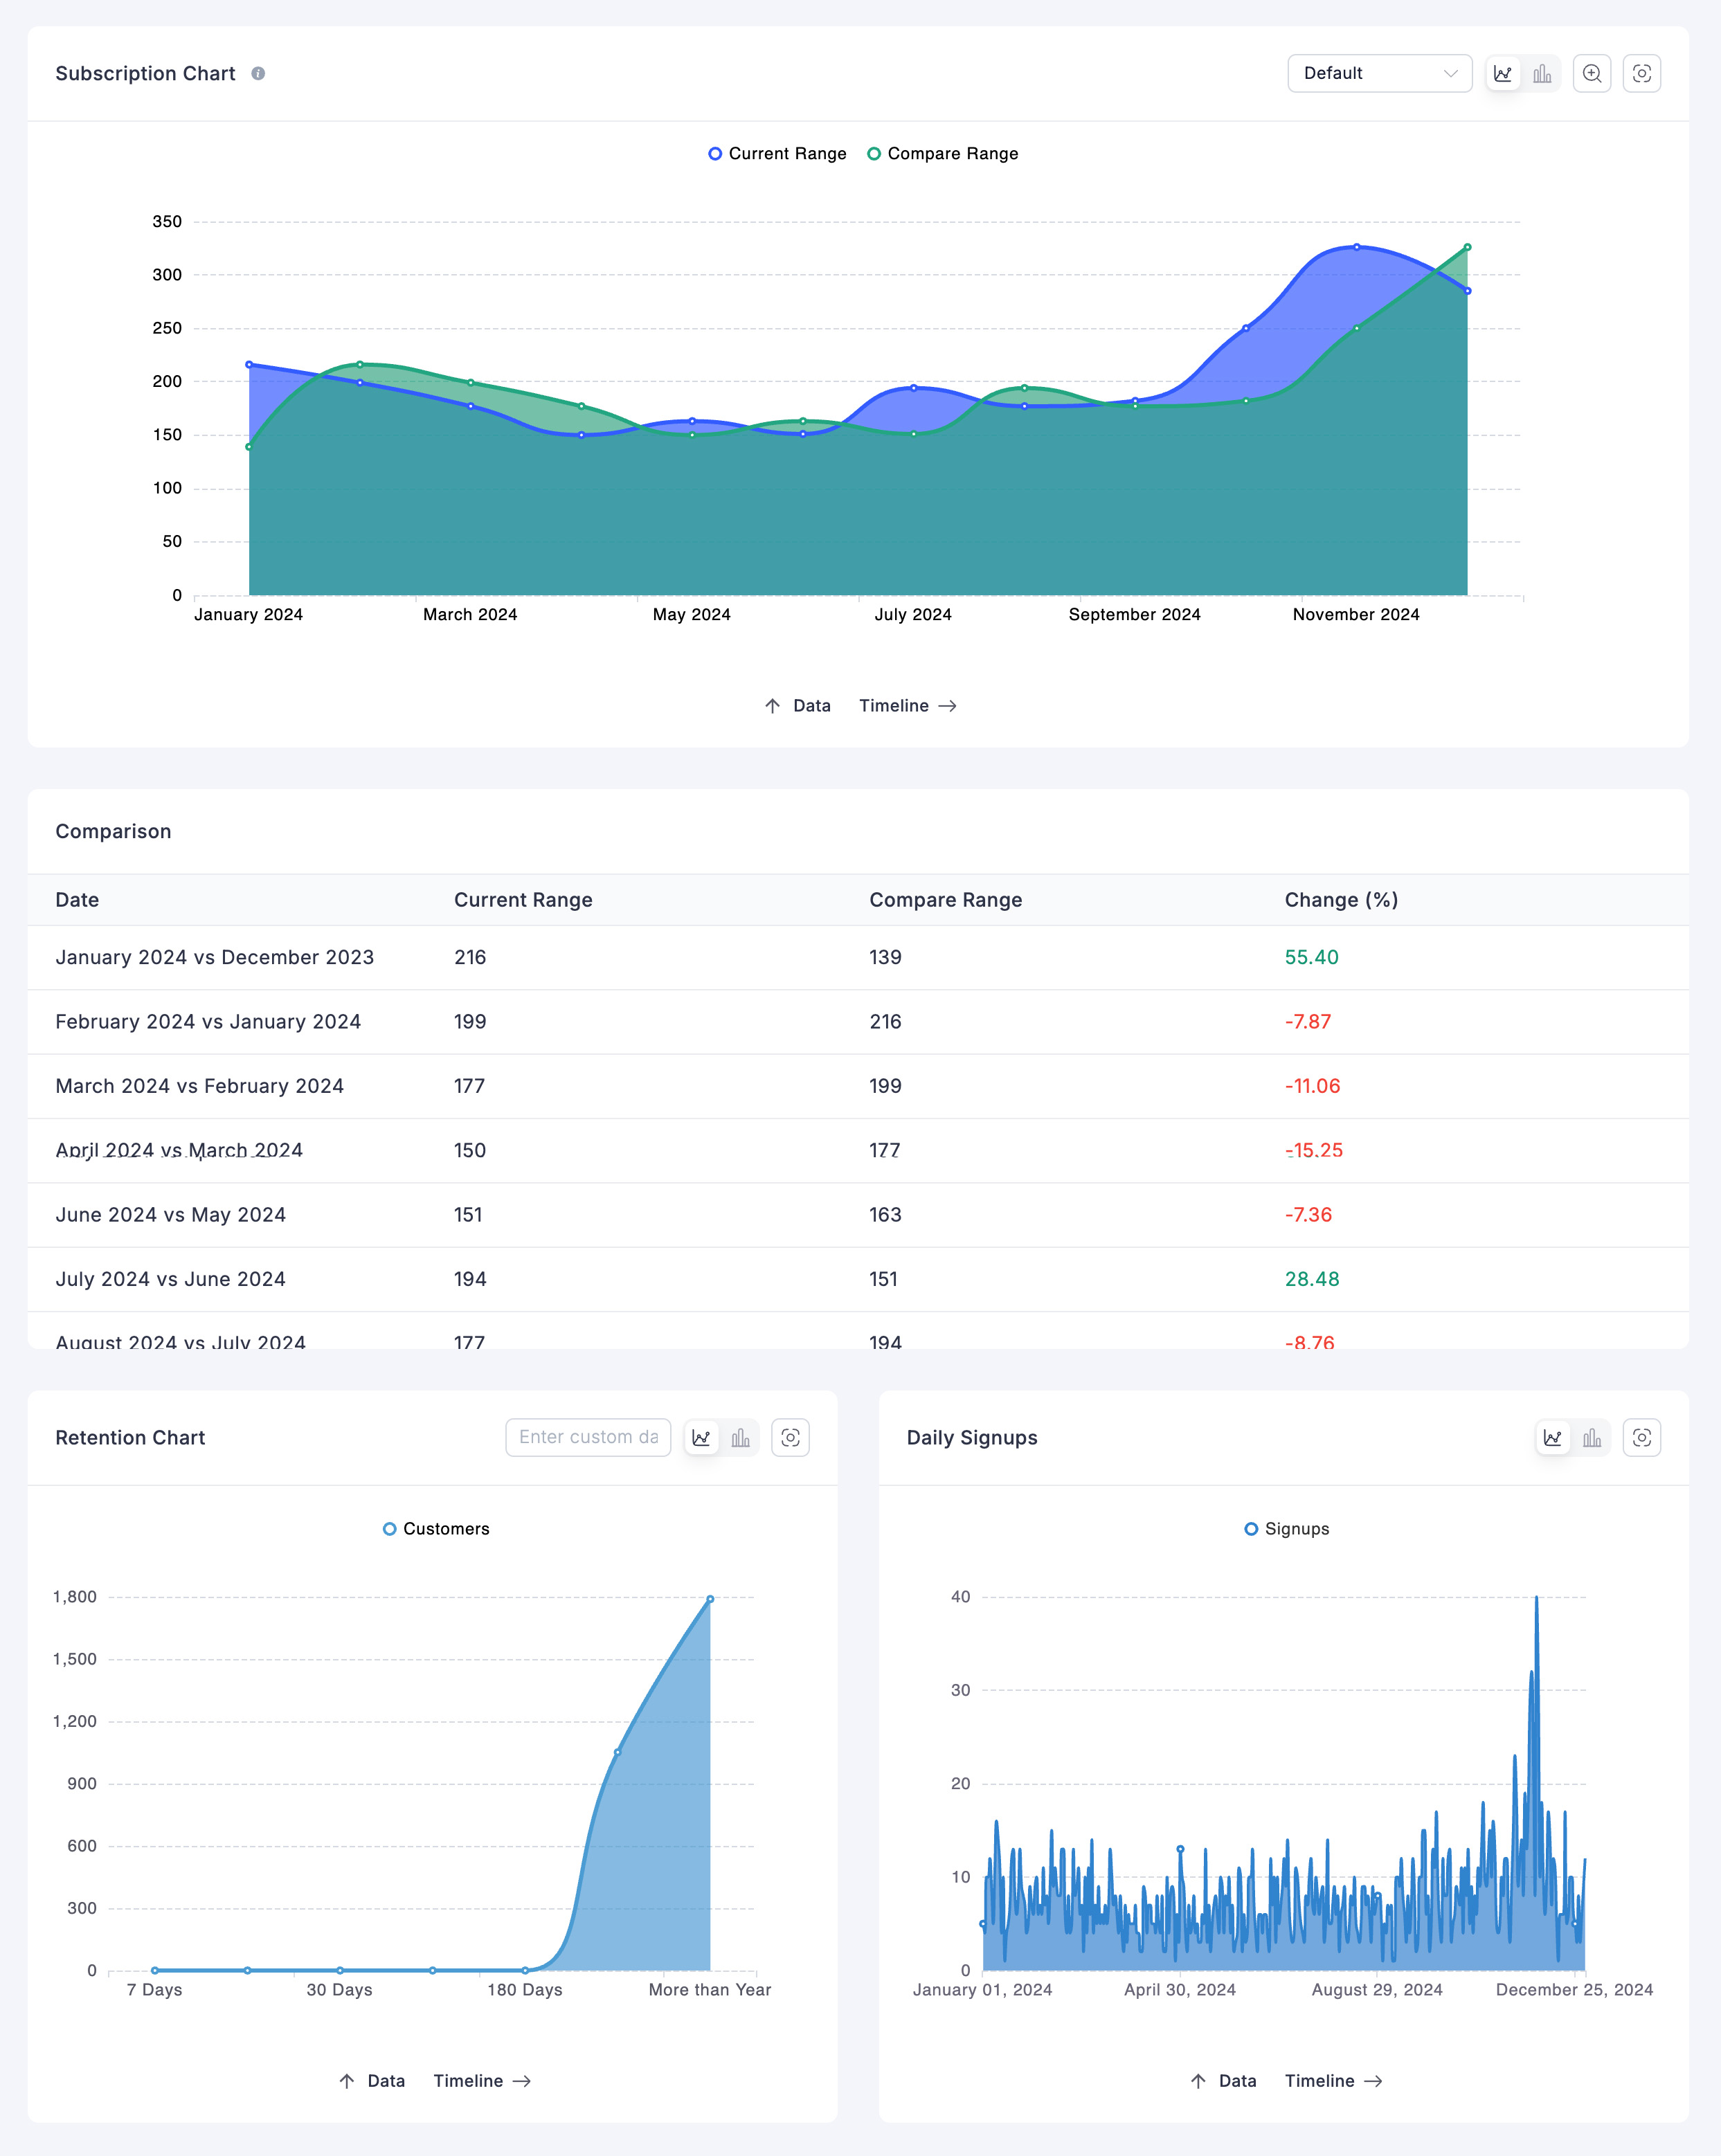 Subscription Chart
Default
Current Range Compare Range
350
300
250
200
150
100
50
0
January 2024 March 2024 May 2024 July 2024 September 2024 November 2024
Data Timeline
Comparison
Date Current Range Compare Range Change (%)
January 2024 vs December 2023 216 139 55.40
February 2024 vs January 2024 199 216 -7.87
March 2024 vs February 2024 177 199 -11.06
April 2024 vs March 2024 150 177 -15.25
June 2024 vs May 2024 151 163 -7.36
July 2024 vs June 2024 194 151 28.48
August 2024 vs July 2024 177 194 -8.76
Retention Chart
Enter custom da
Customers
1,800
1,500
1,200
900
600
300
0
7 Days 30 Days 180 Days More than Year
Data Timeline
Daily Signups
Signups
40
30
20
10
0
January 01, 2024 April 30, 2024 August 29, 2024 December 25, 2024
Data Timeline